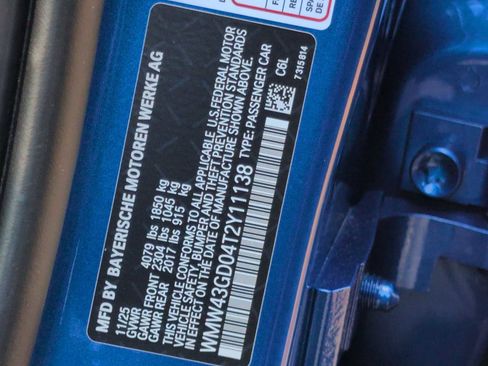 MFD BY BAYERISCHE MOTOREN WERKE AG
11/25
GVWR 4079 lbs 1850 kg
GAWR FRONT 2304 lbs 1045 kg
GAWR REAR 2017 lbs 915 kg
THIS VEHICLE CONFORMS TO ALL APPLICABLE U.S. FEDERAL MOTOR
VEHICLE SAFETY, BUMPER, AND THEFT PREVENTION STANDARDS
IN EFFECT ON THE DATE OF MANUFACTURE SHOWN ABOVE.
WMW43GD04T2Y11138 TYPE: PASSENGER CAR
CGL
7315814